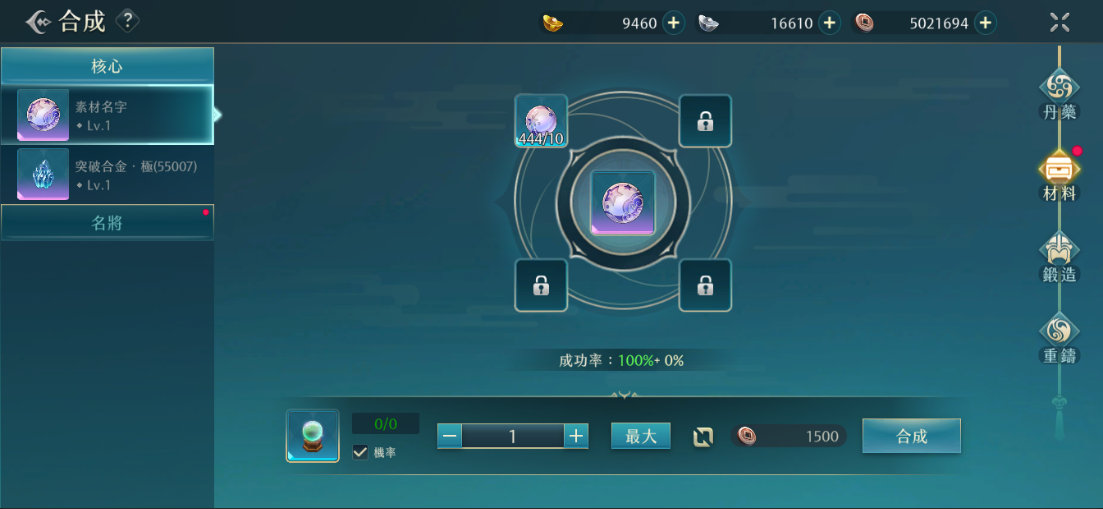 合成 ?
9460
16610
5021694
核心
素材名字
Lv.1
突破合金·極(55007)
Lv.1
名將
444/10
丹藥
材料
鍛造
重鑄
成功率：100%+ 0%
0/0
機率
1
最大
1500
合成